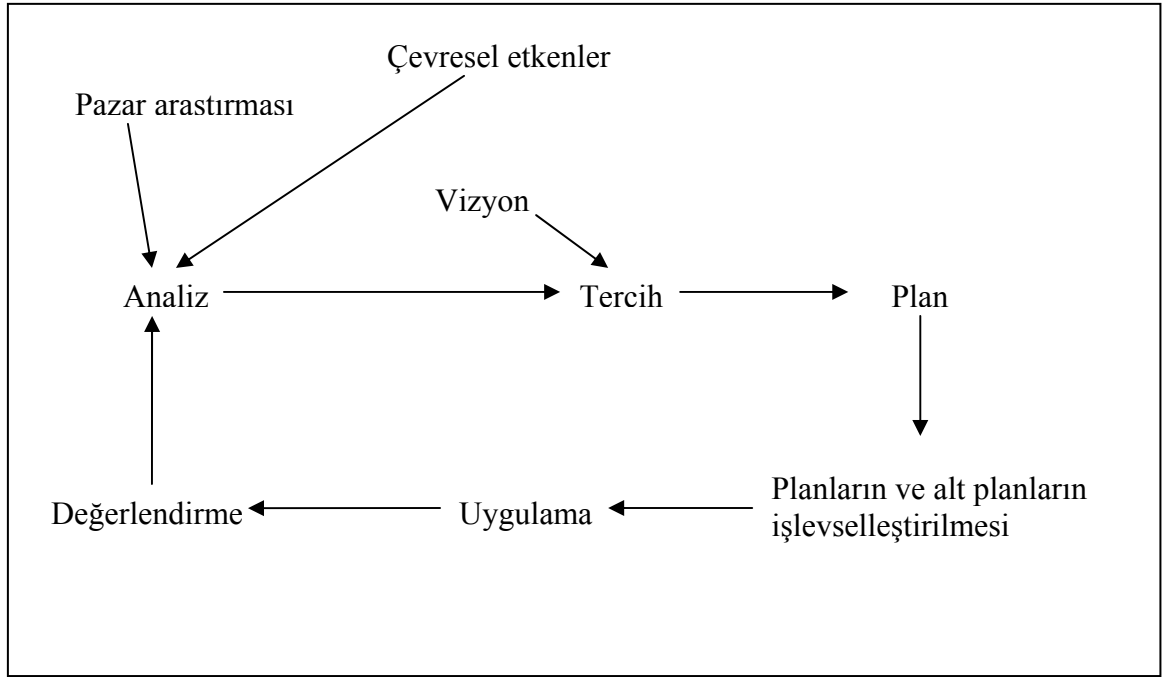 Çevresel etkenler
Pazar arastırması
Vizyon
Analiz
Tercih
Plan
Planların ve alt planların
işlevselleştirilmesi
Uygulama
Değerlendirme